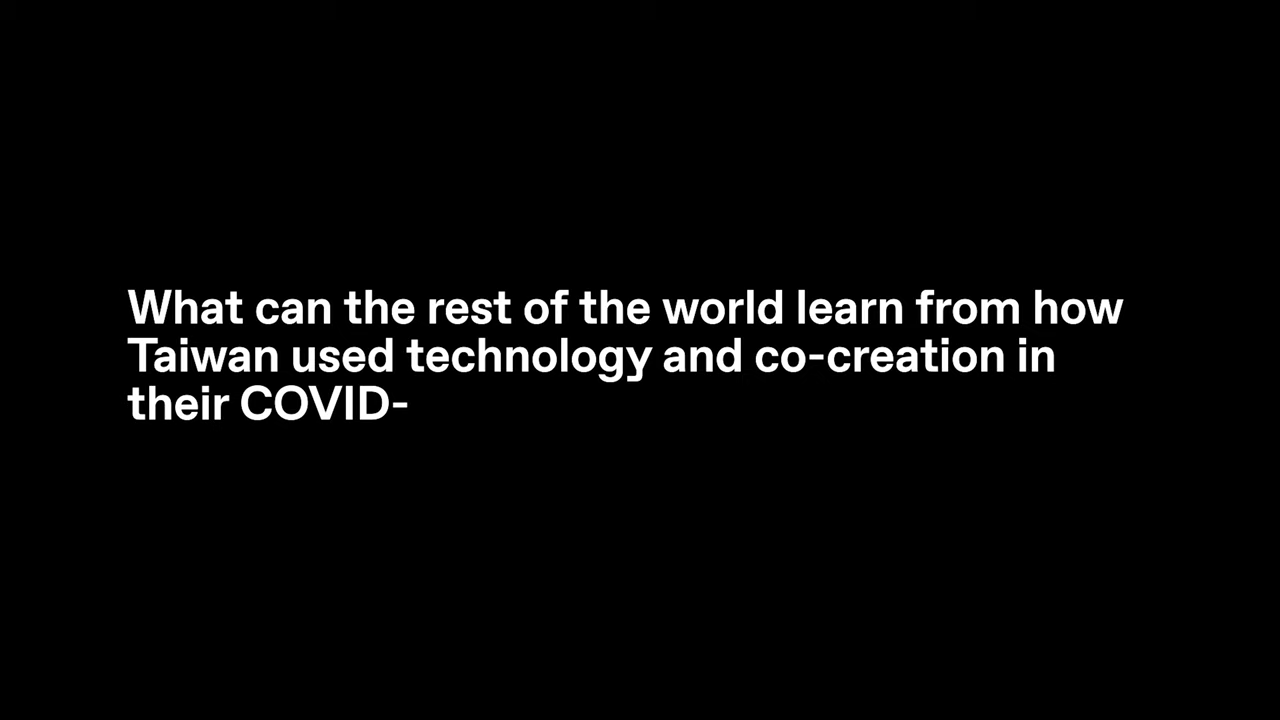 What can the rest of the world learn from how
Taiwan used technology and co-creation in
their COVID-